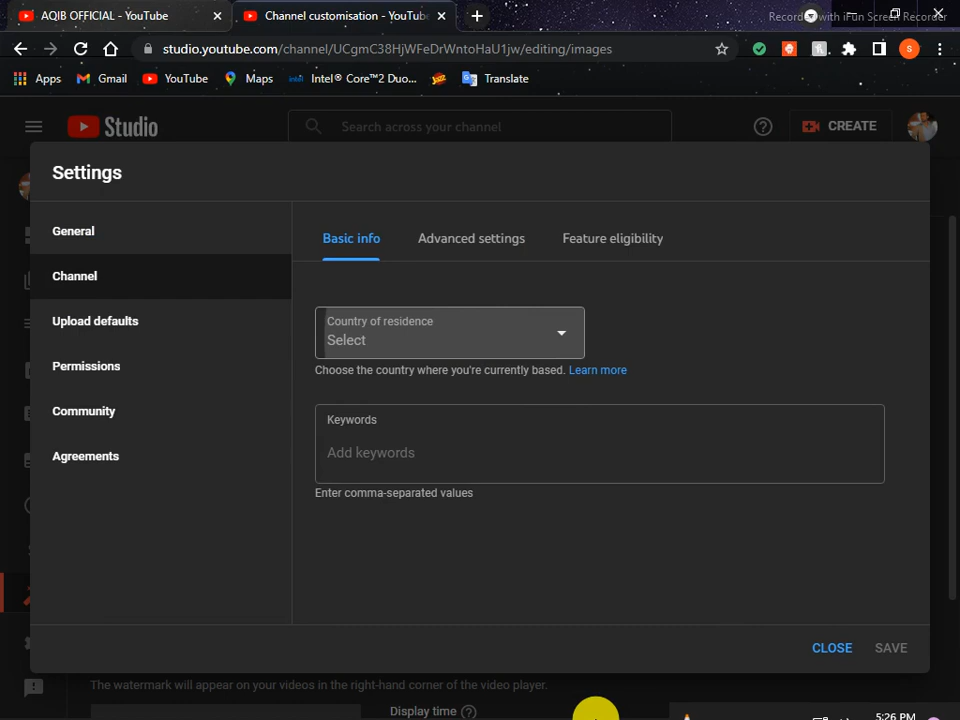 AQIB OFFICIAL - YouTube
Channel customisation - YouTub
Recorded with iFun Screen Recorder
studio.youtube.com/channel/UCgmC38HjWFeDrWntoHaU1jw/editing/images
S
Apps Gmail YouTube Maps Intel® Core™2 Duo... Translate
Studio
Search across your channel
CREATE
Settings
General
Channel
Upload defaults
Permissions
Community
Agreements
Basic info Advanced settings Feature eligibility
Country of residence
Select
Choose the country where you're currently based. Learn more
Keywords
Add keywords
Enter comma-separated values
CLOSE SAVE
The watermark will appear on your videos in the right-hand corner of the video player.
Display time
5:26 PM